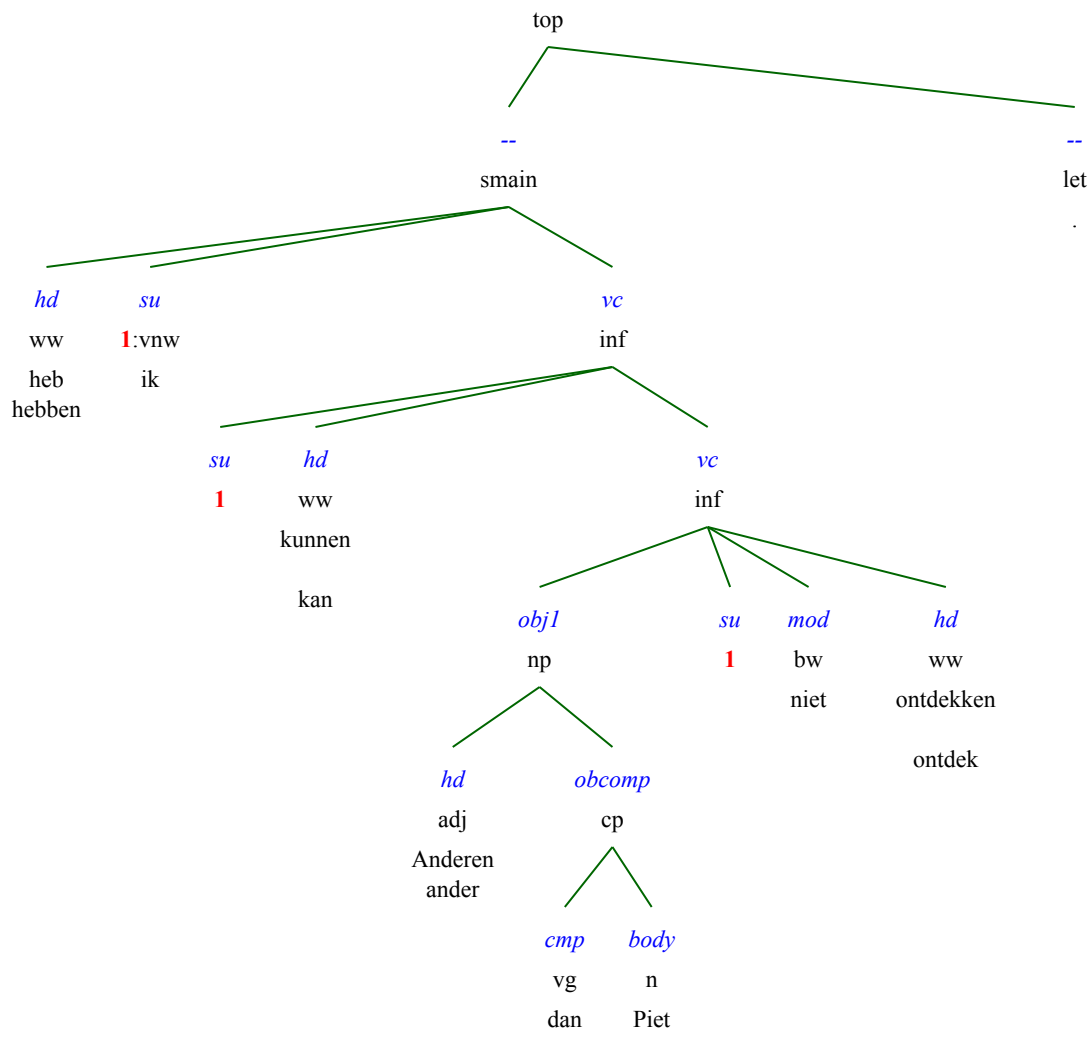 top
-- --
smain let
.
hd su vc
ww 1:vnw inf
heb ik
hebben
su hd vc
1 ww inf
kunnen
kan
obj1 su mod hd
np 1 bw ww
niet ontdekken
ontdek
hd obcomp
adj cp
Anderen
ander
cmp body
vg n
dan Piet